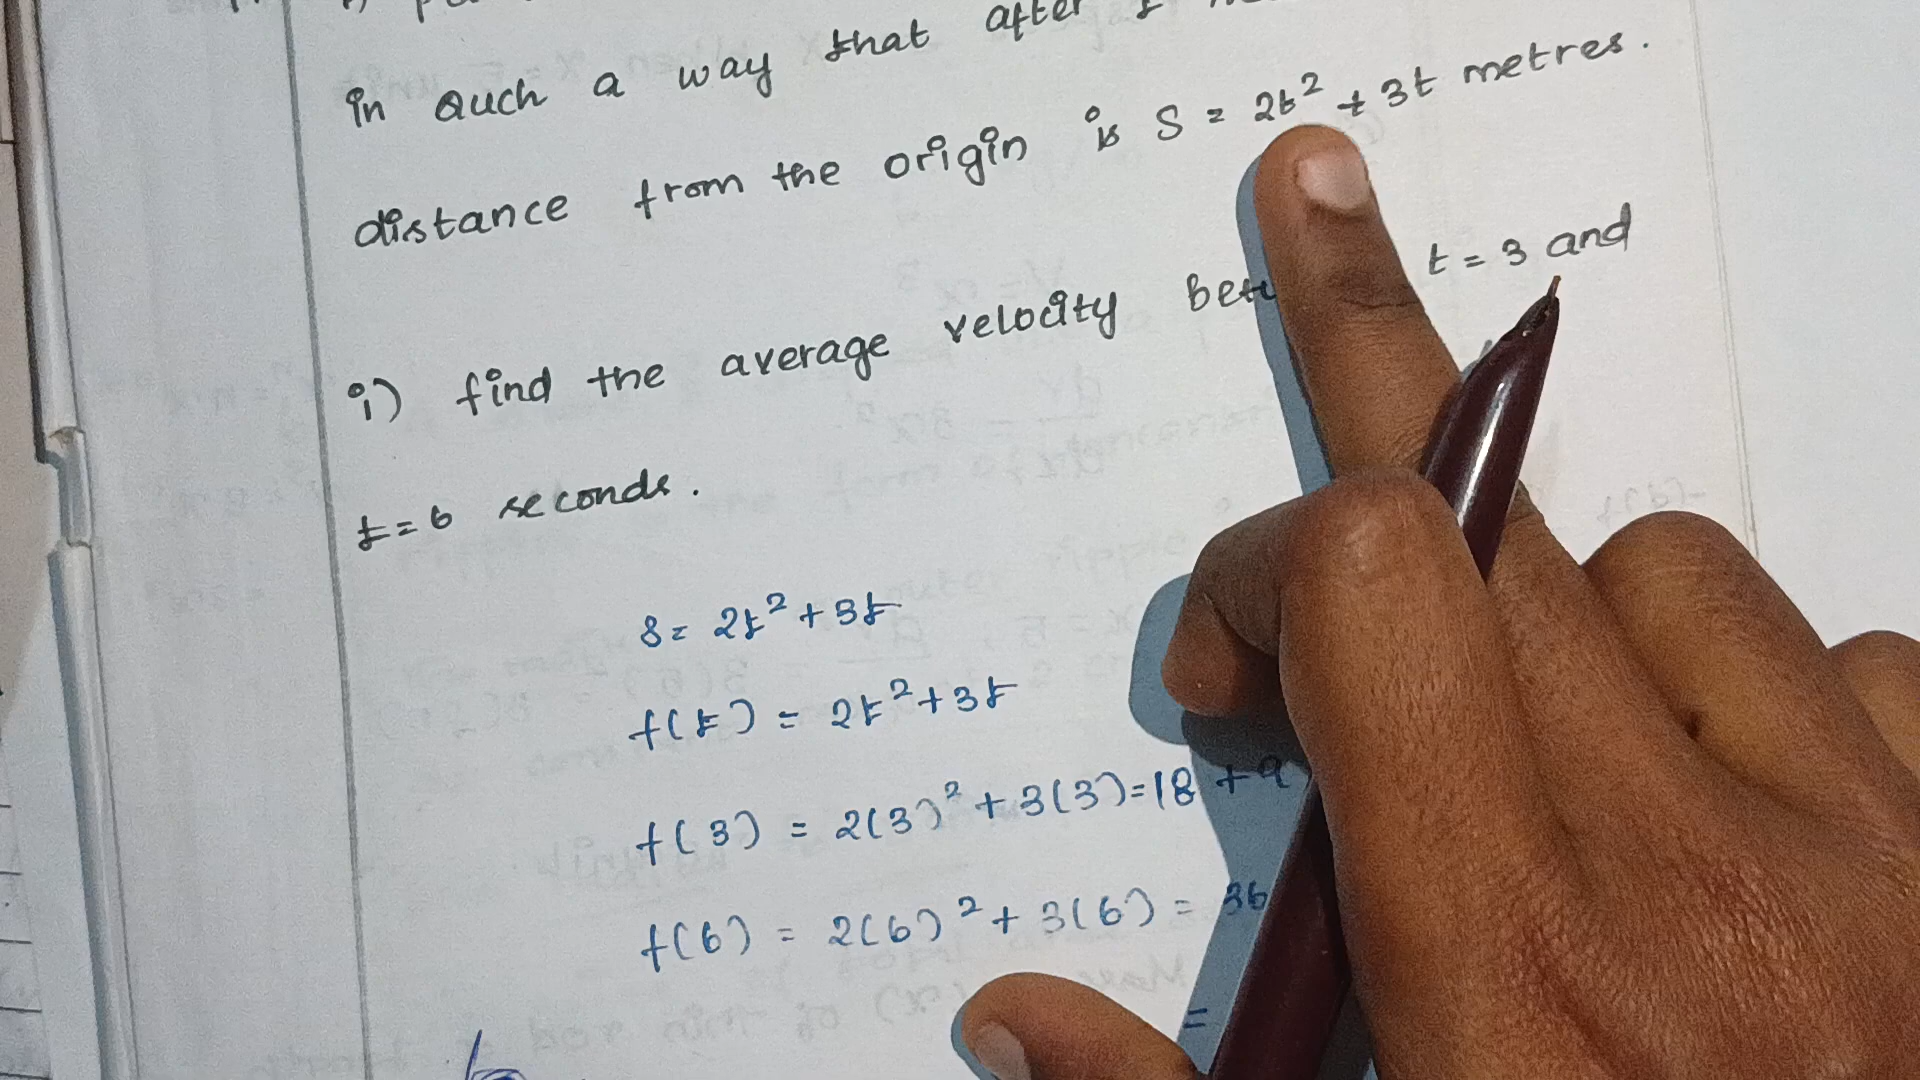 in such a way that after t
distance from the origin is S = 2t² + 3t metres.
i) find the average velocity t = 3 and
t = 6 seconds.
S = 2t² + 3t
f(t) = 2t² + 3t
f(3) = 2(3)² + 3(3) = 18 + 9
f(6) = 2(6)² + 3(6) = 36
=